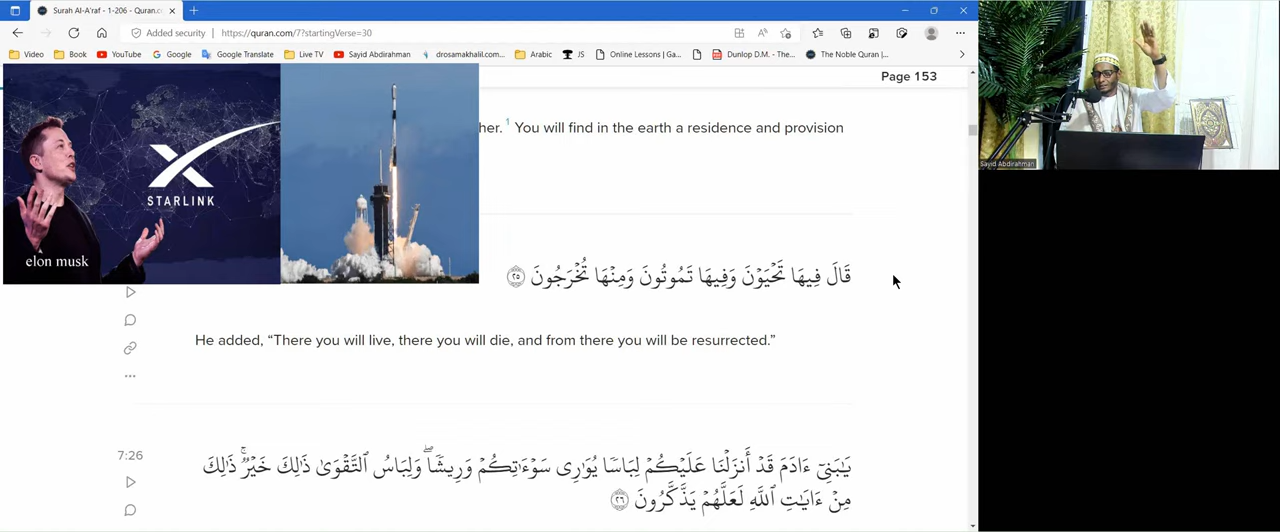 Surah Al-A'raf - 1-206 - Quran.c
Added security
https://quran.com/7?startingVerse=30
Video
Book
YouTube
Google
Google Translate
Live TV
Sayid Abdirahman
drosamakhalil.com...
Arabic
JS
Online Lessons | Ga...
Dunlop D.M. - The...
The Noble Quran |...
Page 153
her. 1 You will find in the earth a residence and provision
X
STARLINK
elon musk
Sayid Abdirahman
قَالَ فِيهَا تَحْيَوْنَ وَفِيهَا تَمُوتُونَ وَمِنْهَا تُخْرَجُونَ ٢٥
He added, “There you will live, there you will die, and from there you will be resurrected.”
7:26
يَـٰبَنِىٓ ءَادَمَ قَدْ أَنزَلْنَا عَلَيْكُمْ لِبَاسًا يُوَٰرِى سَوْءَٰتِكُمْ وَرِيشًا ۖ وَلِبَاسُ ٱلتَّقْوَىٰ ذَٰلِكَ خَيْرٌ ۚ ذَٰلِكَ
مِنْ ءَايَـٰتِ ٱللَّهِ لَعَلَّهُمْ يَذَّكَّرُونَ ٢٦